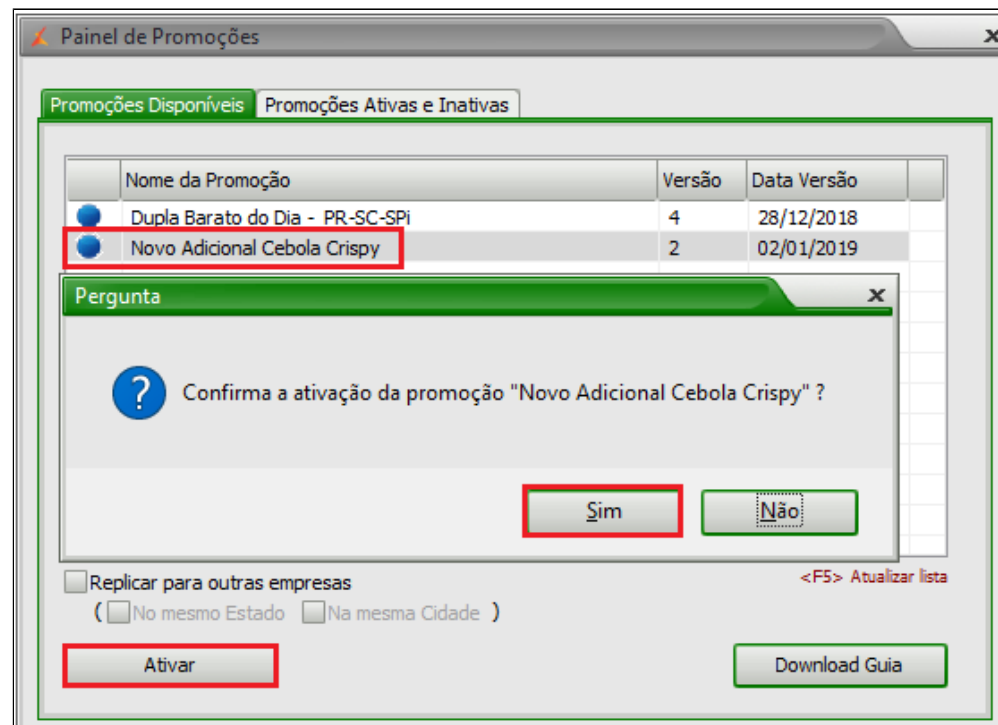 Painel de Promoções
x
Promoções Disponíveis Promoções Ativas e Inativas
Nome da Promoção Versão Data Versão
Dupla Barato do Dia - PR-SC-SPi 4 28/12/2018
Novo Adicional Cebola Crispy 2 02/01/2019
Pergunta x
?
Confirma a ativação da promoção "Novo Adicional Cebola Crispy" ?
Sim Não
Replicar para outras empresas <F5> Atualizar lista
( No mesmo Estado Na mesma Cidade )
Ativar Download Guia